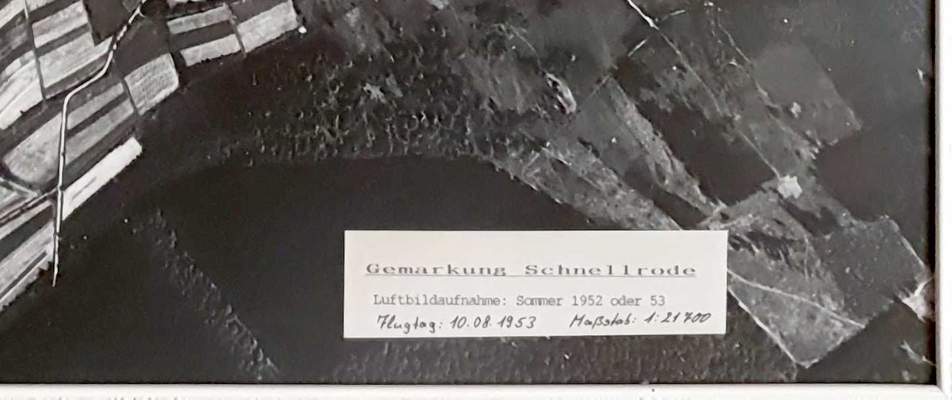 Gemarkung Schnellrode
Luftbildaufnahme: Sommer 1952 oder 53
Flugtag: 10.08.1953 Maßstab: 1:21700